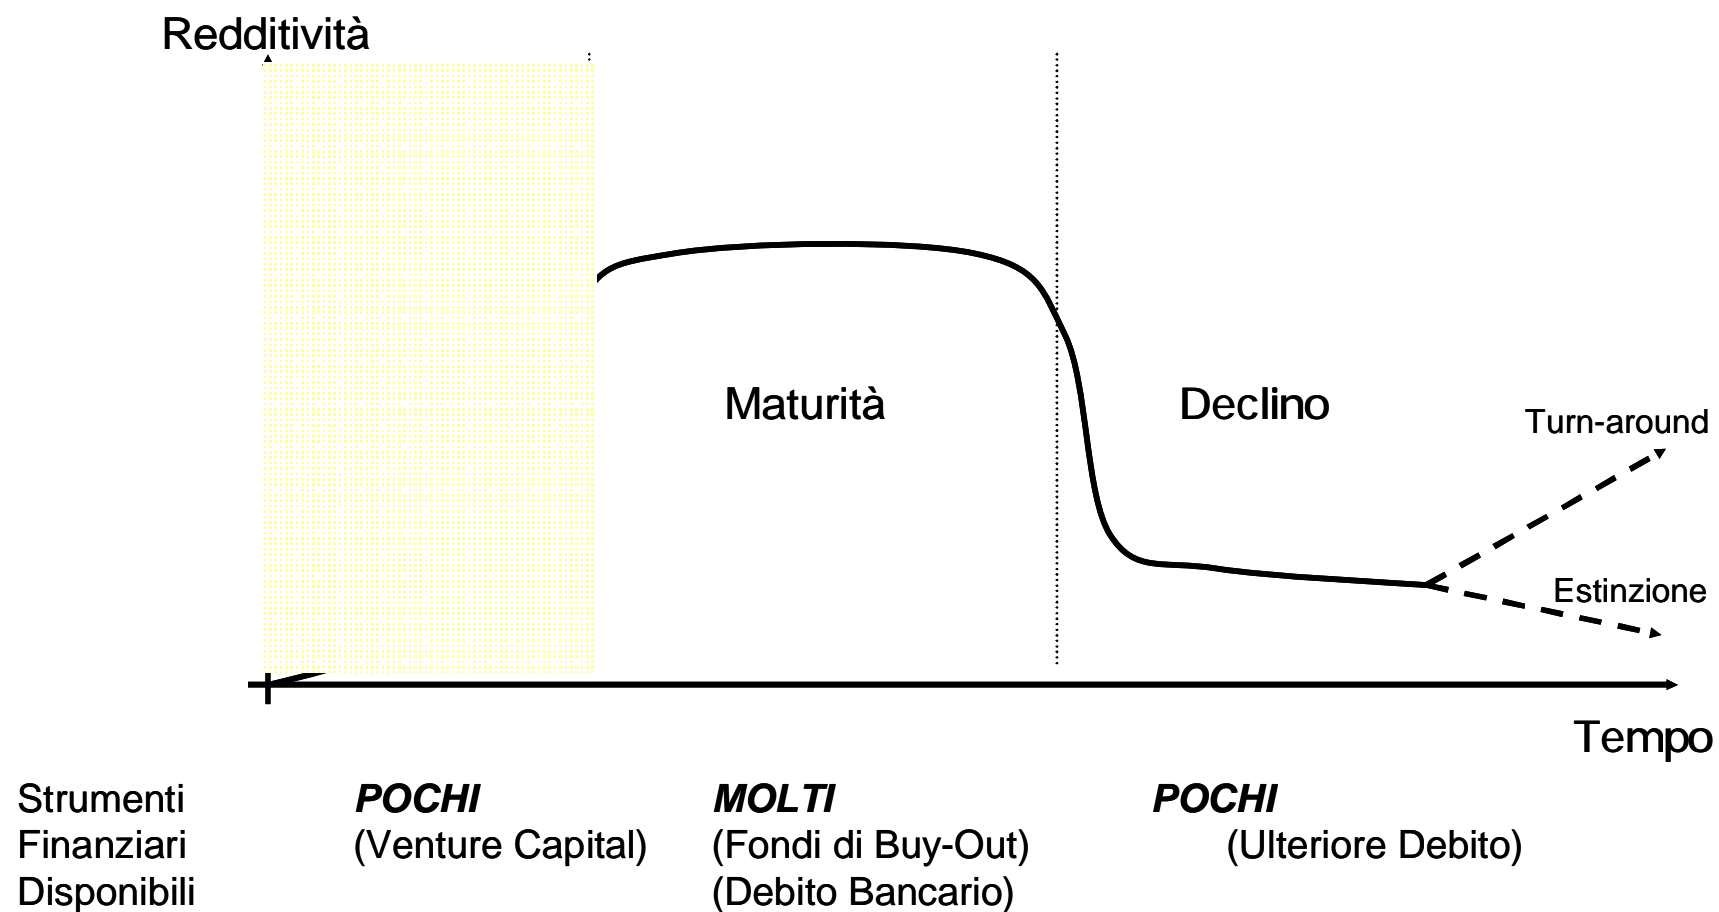 Redditività
Maturità
Declino
Turn-around
Estinzione
Tempo
Strumenti POCHI MOLTI POCHI
Finanziari (Venture Capital) (Fondi di Buy-Out) (Ulteriore Debito)
Disponibili (Debito Bancario)